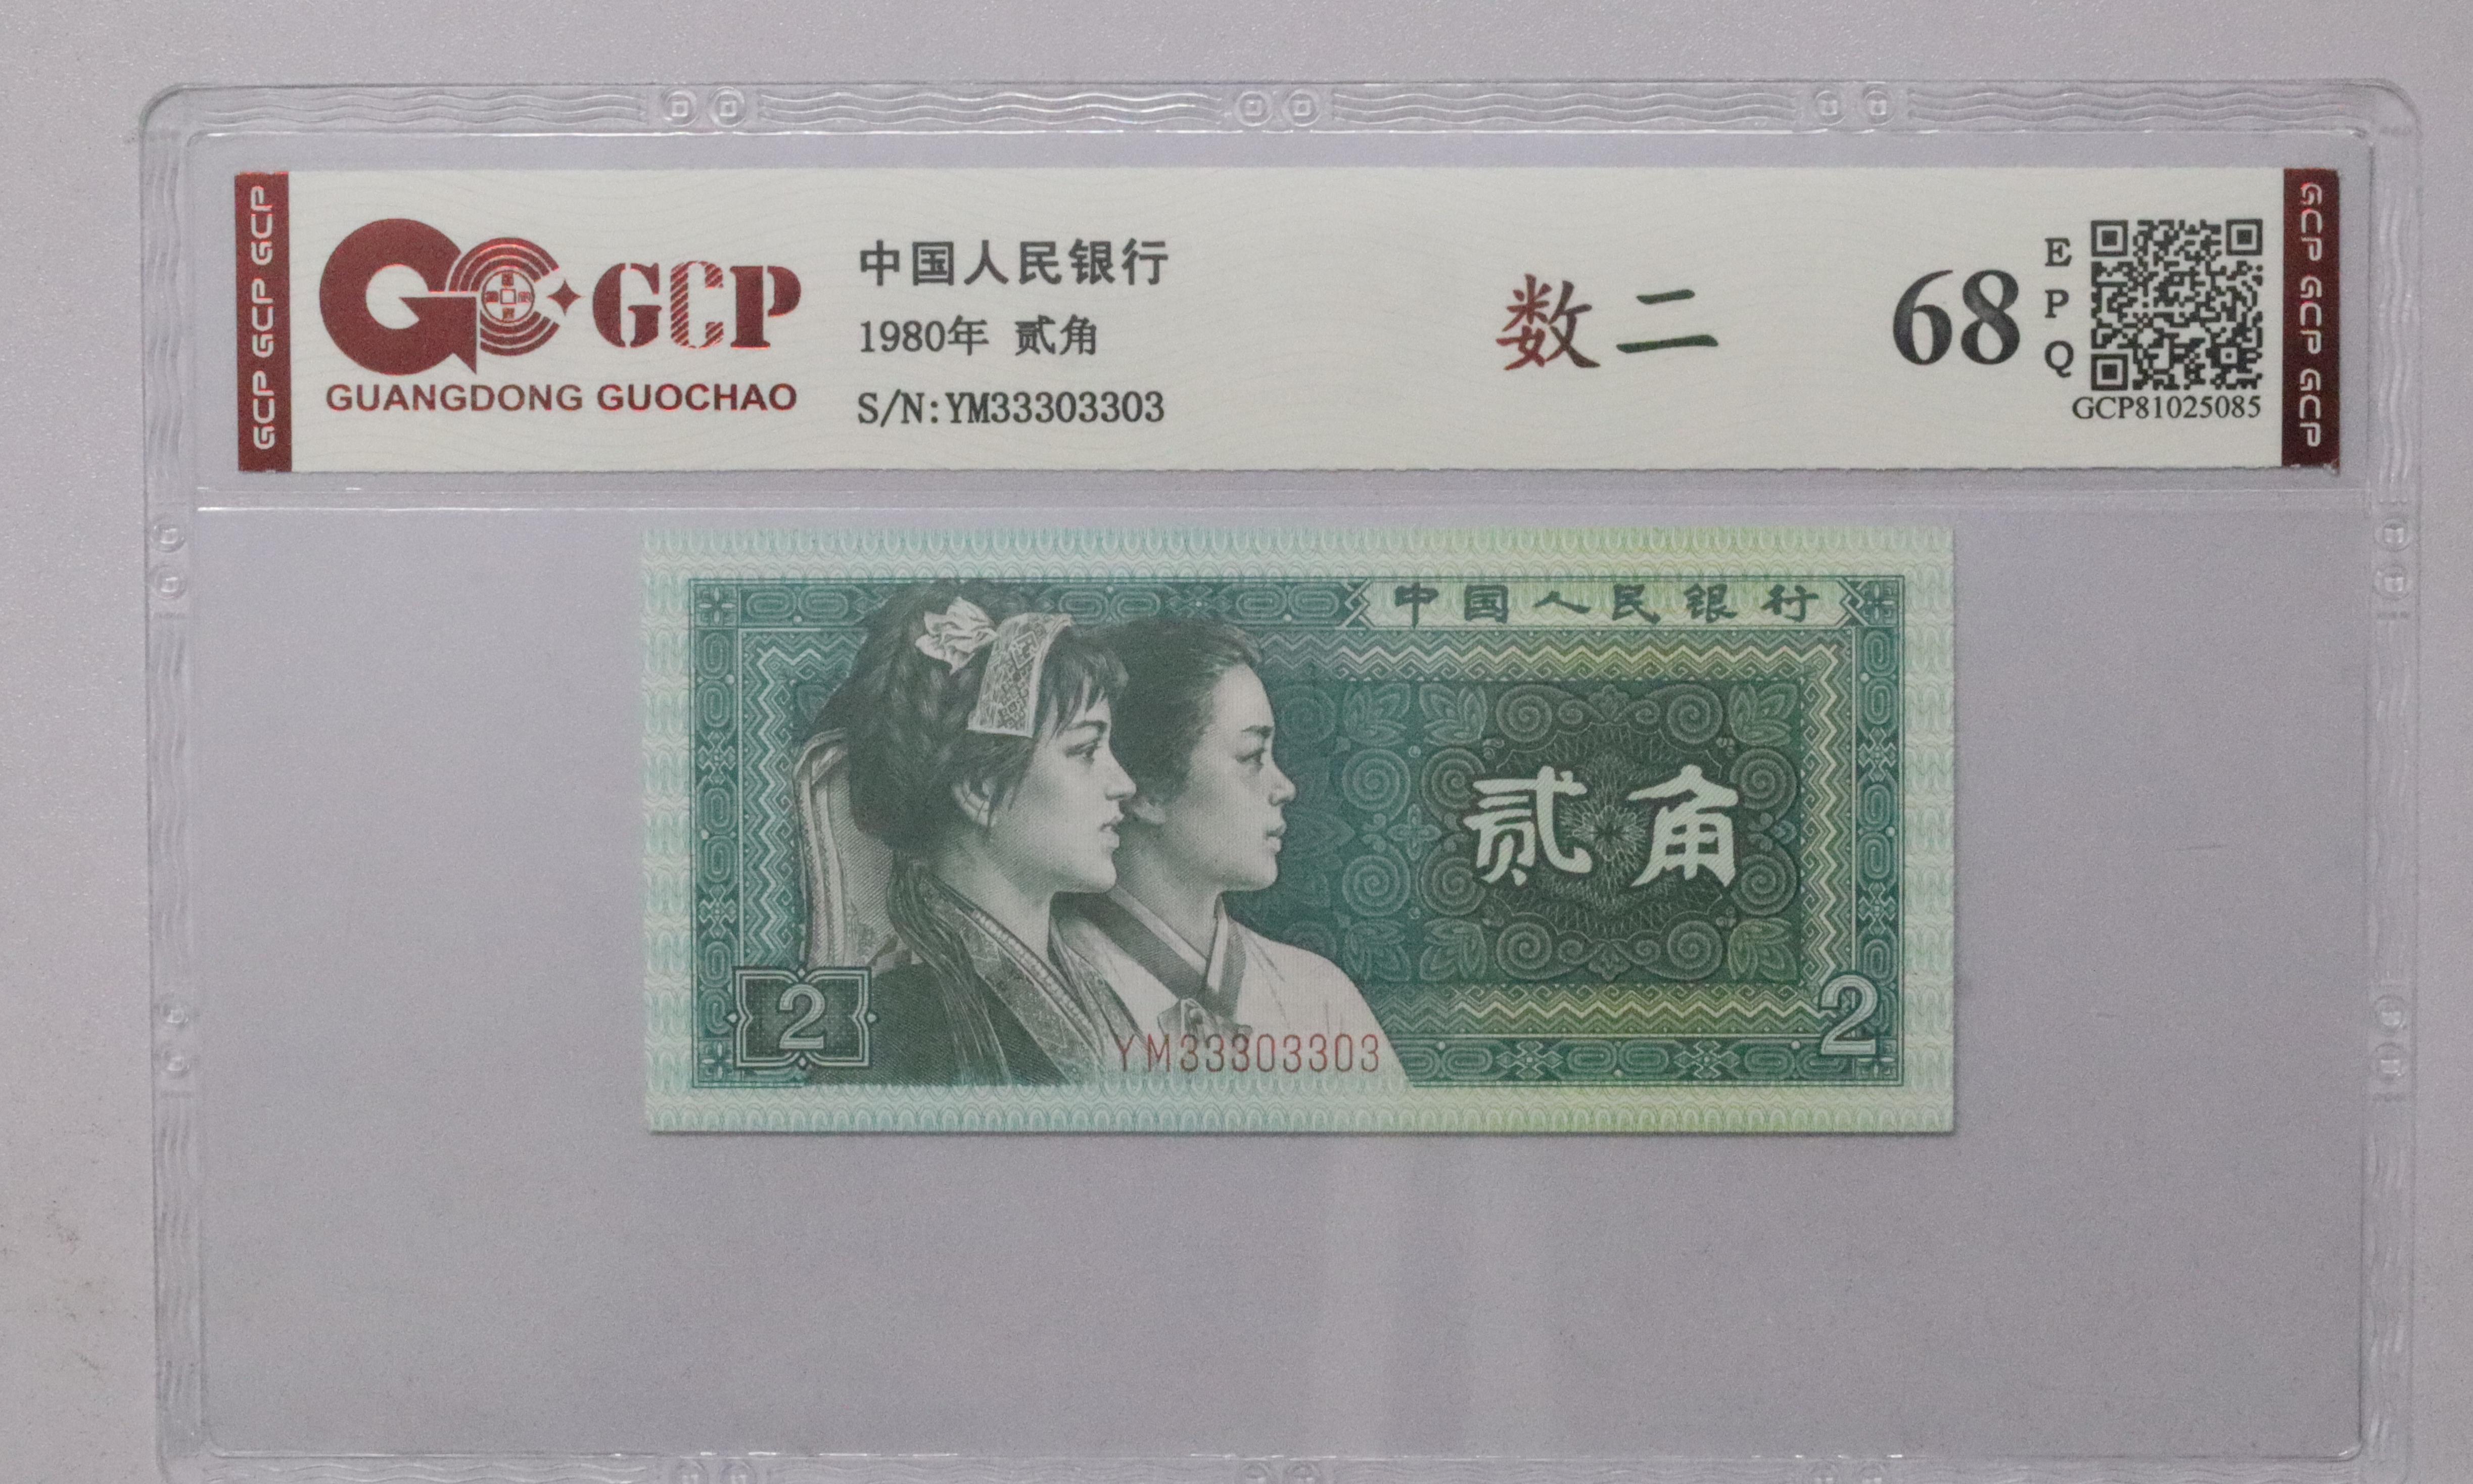 GCP GCP GCP
GCP
GUANGDONG GUOCHAO
中国人民银行
1980年 贰角
S/N:YM33303303
数二
68
E
P
Q
GCP81025085
GCP GCP GCP
中国人民银行
贰角
2
YM33303303
2